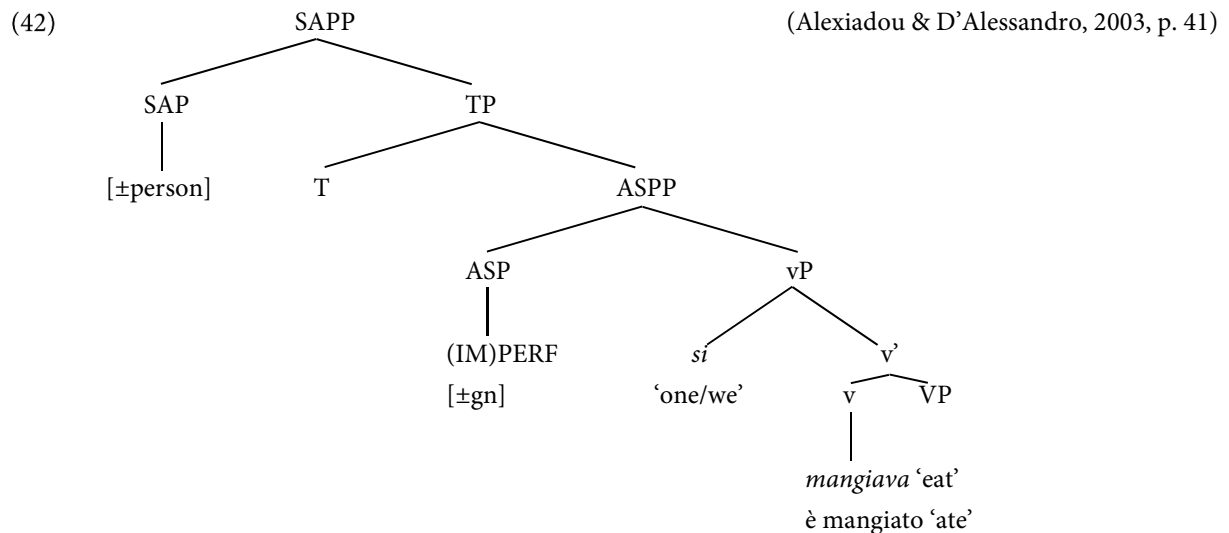 (42) SAPP (Alexiadou & D’Alessandro, 2003, p. 41)
SAP TP
[±person] T ASPP
ASP vP
(IM)PERF si v’
[±gn] ‘one/we’ v VP
mangiava ‘eat’
è mangiato ‘ate’